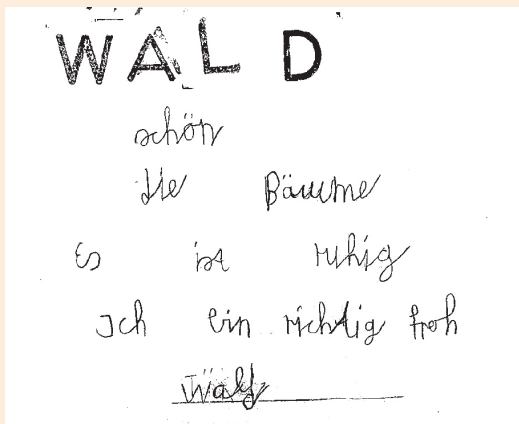 WALD
schön
die Bäume
Es ist ruhig
Ich bin richtig froh
Wald